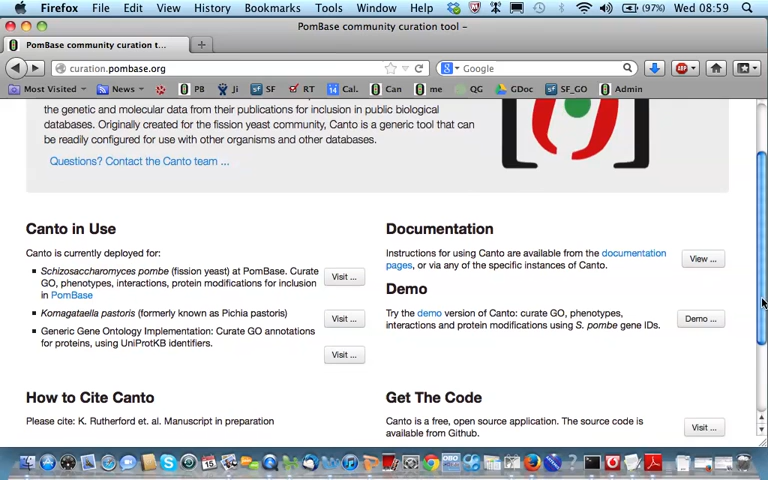 Firefox File Edit View History Bookmarks Tools Window Help (97%) Wed 08:59
PomBase community curation tool –
PomBase community curation t...
curation.pombase.org Google
Most Visited News PB Ji SF RT Cal. Can me QG GDoc SF_GO Admin
the genetic and molecular data from their publications for inclusion in public biological
databases. Originally created for the fission yeast community, Canto is a generic tool that can
be readily configured for use with other organisms and other databases.
Questions? Contact the Canto team ...
Canto in Use
Canto is currently deployed for:
Schizosaccharomyces pombe (fission yeast) at PomBase. Curate
GO, phenotypes, interactions, protein modifications for inclusion
in PomBase
Visit ...
Komagataella pastoris (formerly known as Pichia pastoris)
Visit ...
Generic Gene Ontology Implementation: Curate GO annotations
for proteins, using UniProtKB identifiers.
Visit ...
Documentation
Instructions for using Canto are available from the documentation
pages, or via any of the specific instances of Canto.
View ...
Demo
Try the demo version of Canto: curate GO, phenotypes,
interactions and protein modifications using S. pombe gene IDs.
Demo ...
How to Cite Canto
Please cite: K. Rutherford et. al. Manuscript in preparation
Get The Code
Canto is a free, open source application. The source code is
available from Github.
Visit ...